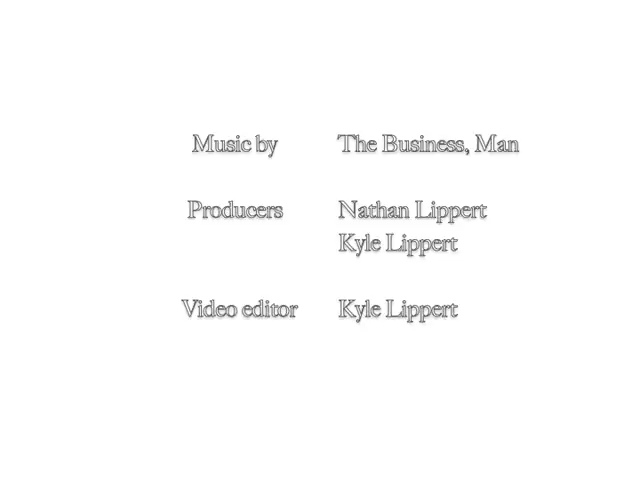 Music by The Business, Man
Producers Nathan Lippert
Kyle Lippert
Video editor Kyle Lippert